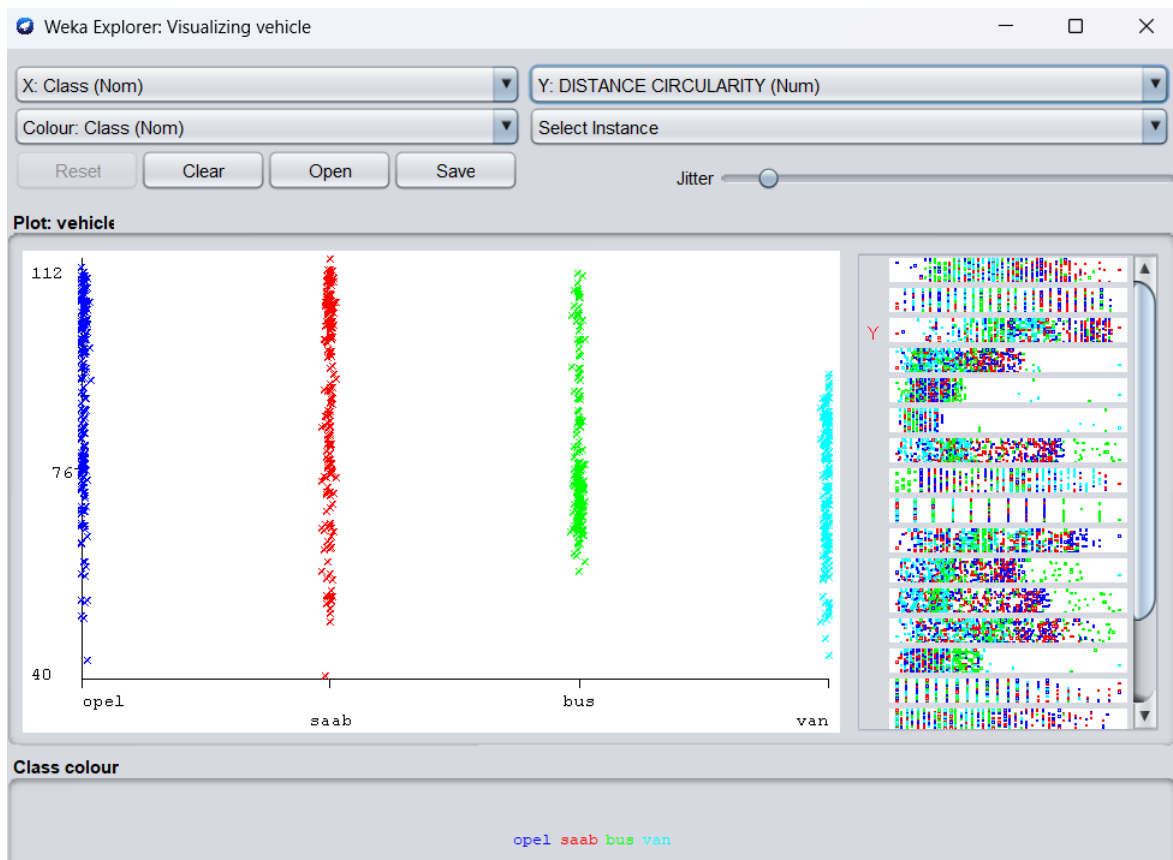 Weka Explorer: Visualizing vehicle
X: Class (Nom) Y: DISTANCE CIRCULARITY (Num)
Colour: Class (Nom) Select Instance
Reset Clear Open Save Jitter
Plot: vehicle
112
Y
76
40
opel saab bus van
Class colour
opel saab bus van